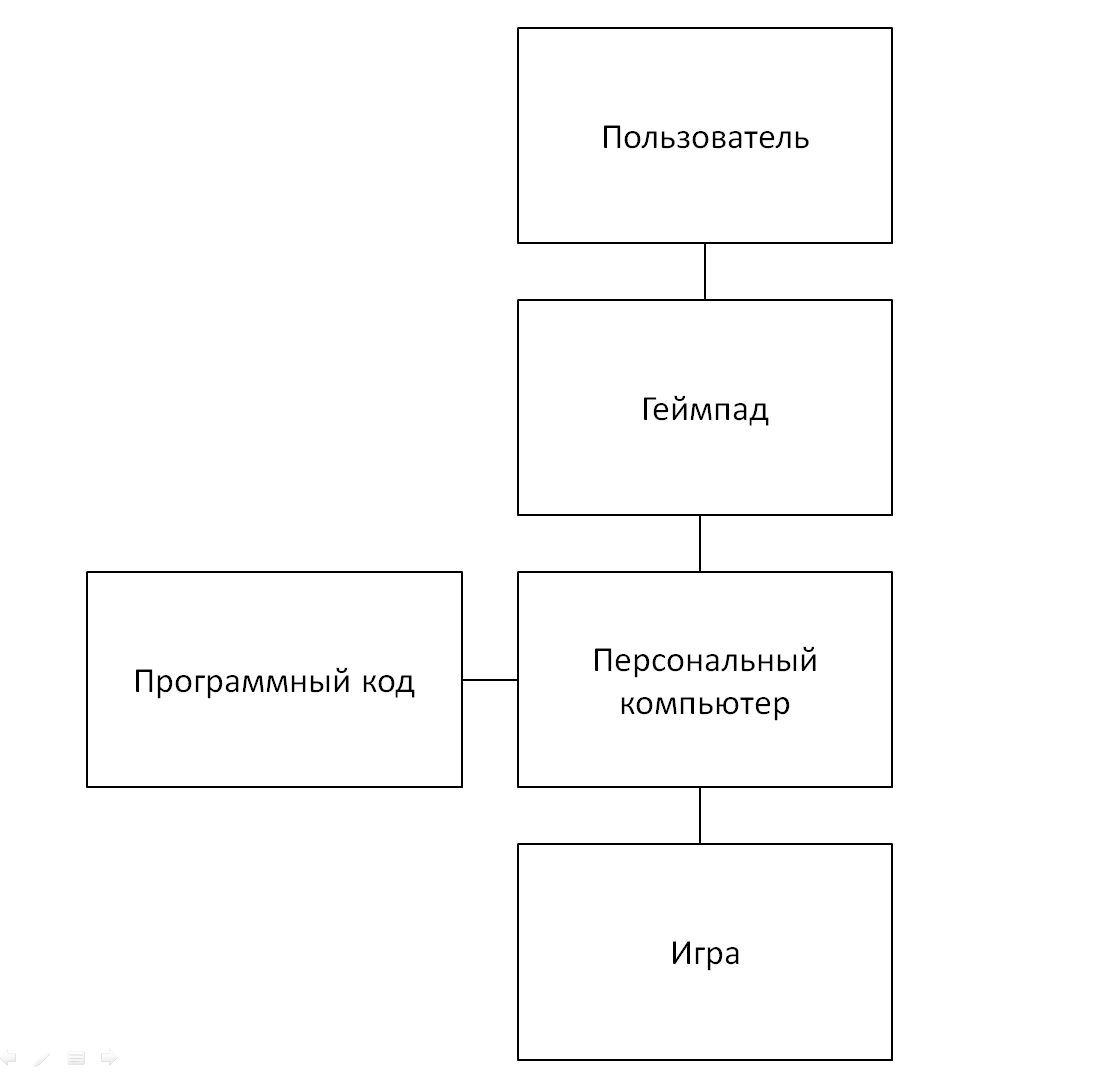 Пользователь
Геймпад
Программный код
Персональный
компьютер
Игра